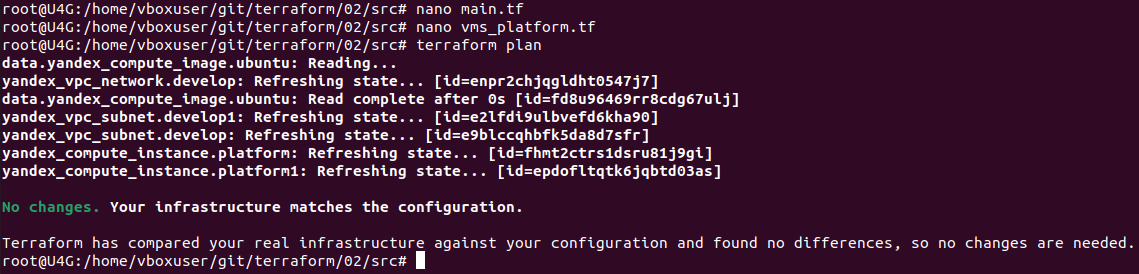 root@U4G:/home/vboxuser/git/terraform/02/src# nano main.tf
root@U4G:/home/vboxuser/git/terraform/02/src# nano vms_platform.tf
root@U4G:/home/vboxuser/git/terraform/02/src# terraform plan
data.yandex_compute_image.ubuntu: Reading...
yandex_vpc_network.develop: Refreshing state... [id=enpr2chjqgldht0547j7]
data.yandex_compute_image.ubuntu: Read complete after 0s [id=fd8u96469rr8cdg67ulj]
yandex_vpc_subnet.develop1: Refreshing state... [id=e2lfdi9ulbvefd6kha90]
yandex_vpc_subnet.develop: Refreshing state... [id=e9blccqhbfk5da8d7sfr]
yandex_compute_instance.platform: Refreshing state... [id=fhmt2ctrs1dsru81j9gi]
yandex_compute_instance.platform1: Refreshing state... [id=epdofltqtk6jqbtd03as]
No changes. Your infrastructure matches the configuration.
Terraform has compared your real infrastructure against your configuration and found no differences, so no changes are needed.
root@U4G:/home/vboxuser/git/terraform/02/src#